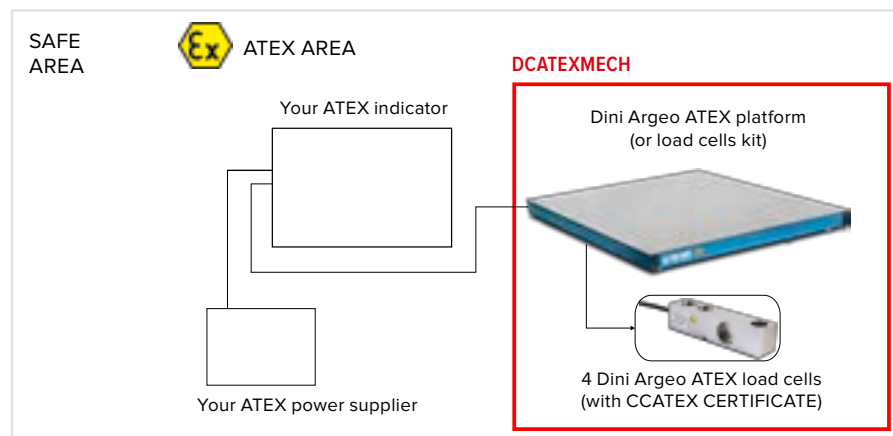 SAFE
AREA
Ex
ATEX AREA
DCATEXMECH
Your ATEX indicator
Dini Argeo ATEX platform
(or load cells kit)
4 Dini Argeo ATEX load cells
(with CCATEX CERTIFICATE)
Your ATEX power supplier